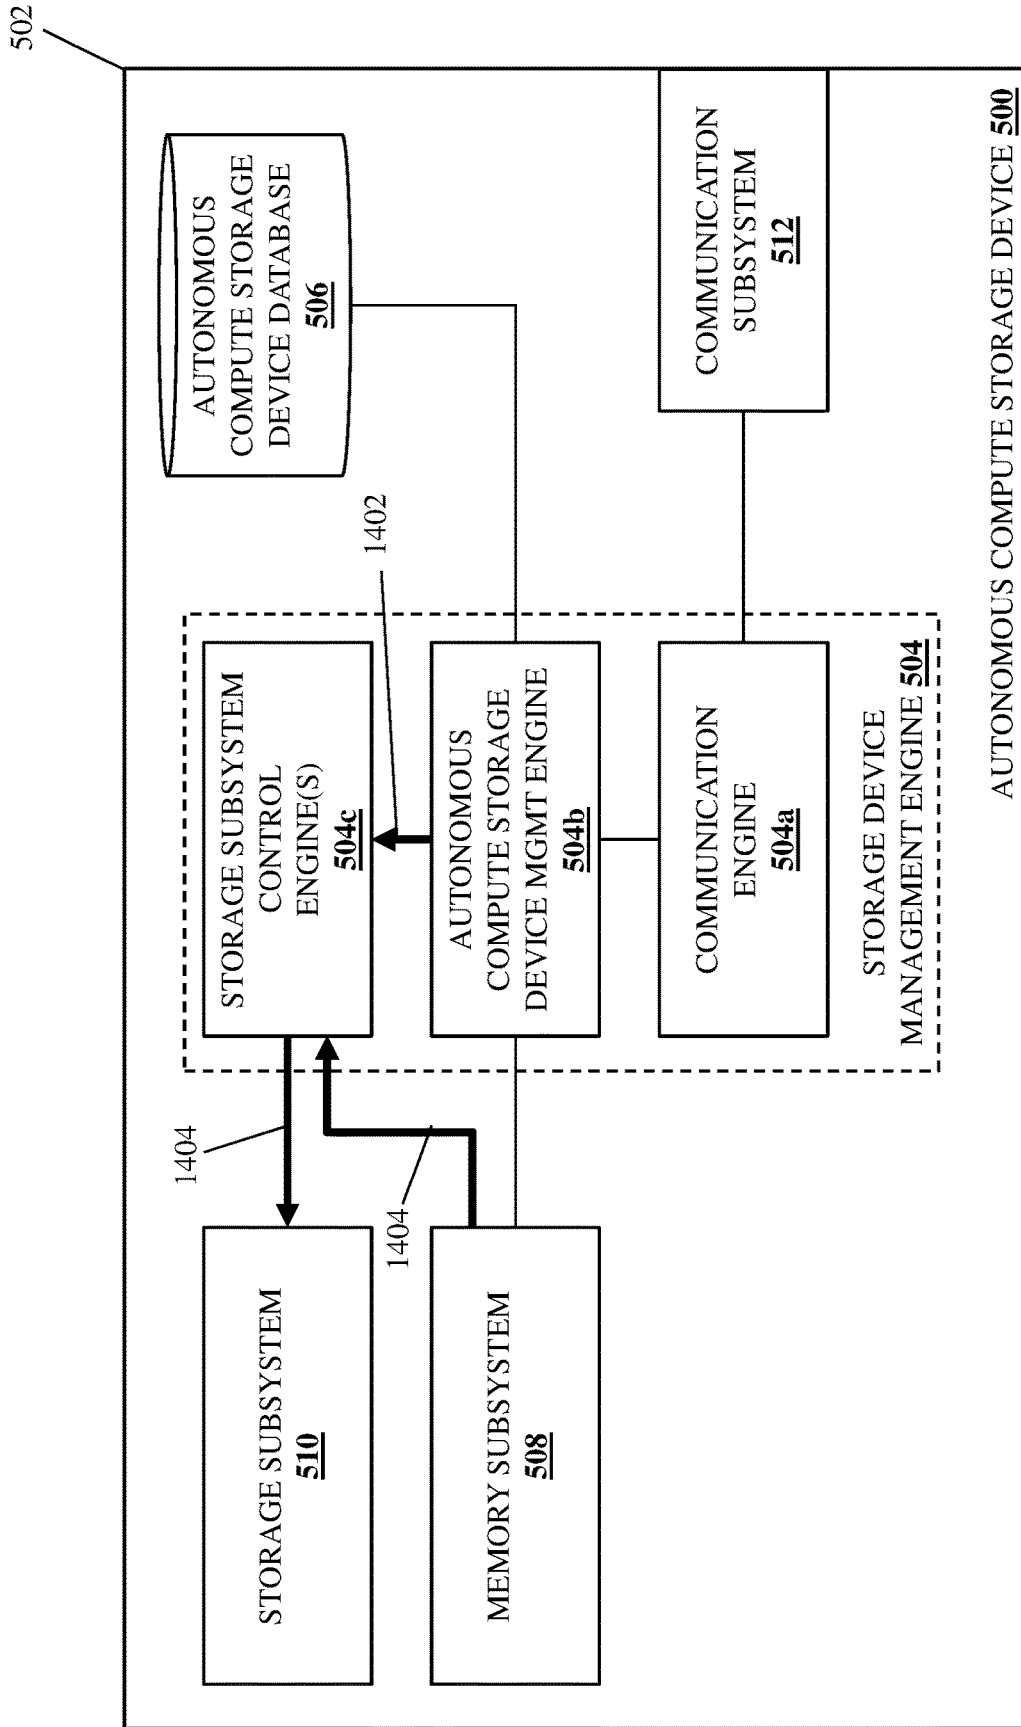 502
STORAGE SUBSYSTEM
510
1404
STORAGE SUBSYSTEM
CONTROL
ENGINE(S)
504c
AUTONOMOUS
COMPUTE STORAGE
DEVICE DATABASE
506
1402
1404
MEMORY SUBSYSTEM
508
AUTONOMOUS
COMPUTE STORAGE
DEVICE MGMT ENGINE
504b
COMMUNICATION
ENGINE
504a
COMMUNICATION
SUBSYSTEM
512
STORAGE DEVICE
MANAGEMENT ENGINE 504
AUTONOMOUS COMPUTE STORAGE DEVICE 500